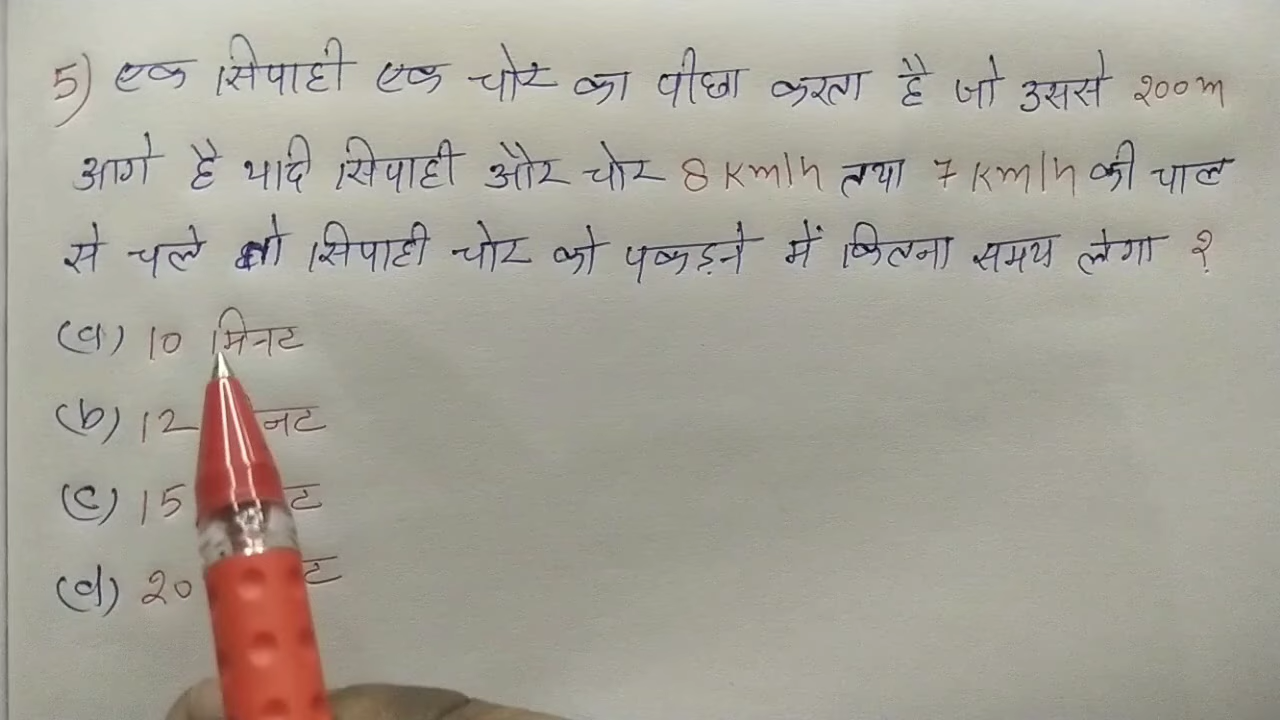 5) एक सिपाही एक चोर का पीछा करता है जो उससे 200m
आगे है यदि सिपाही और चोर 8 Km/h तथा 7 Km/h की चाल
से चले तो सिपाही चोर को पकड़ने में कितना समय लेगा ?
(a) 10 मिनट
(b) 12 नट
(c) 15 ट
(d) 20 ट